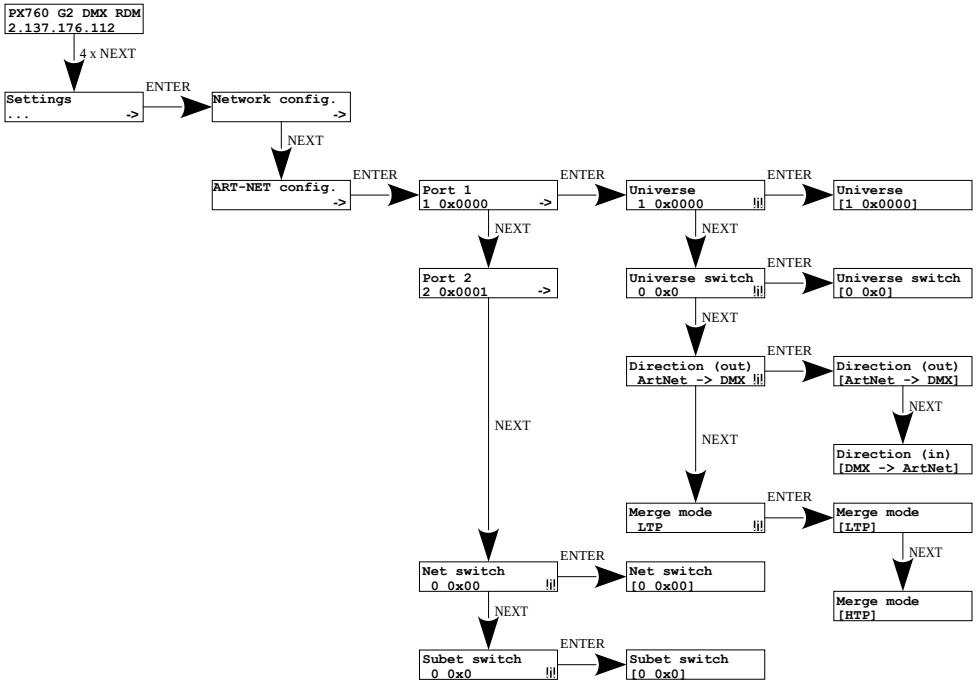 PX760 G2 DMX RDM
2.137.176.112
4 x NEXT
Settings
... ->
ENTER
Network config.
->
NEXT
ART-NET config.
->
ENTER
Port 1
1 0x0000 ->
ENTER
Universe
1 0x0000 !i!
ENTER
Universe
[1 0x0000]
NEXT
NEXT
Port 2
2 0x0001 ->
Universe switch
0 0x0 !i!
ENTER
Universe switch
[0 0x0]
NEXT
Direction (out)
ArtNet -> DMX !i!
ENTER
Direction (out)
[ArtNet -> DMX]
NEXT
NEXT
NEXT
Direction (in)
[DMX -> ArtNet]
Merge mode
LTP !i!
ENTER
Merge mode
[LTP]
NEXT
Net switch
0 0x00 !i!
ENTER
Net switch
[0 0x00]
Merge mode
[HTP]
NEXT
Subet switch
0 0x0 !i!
ENTER
Subet switch
[0 0x0]